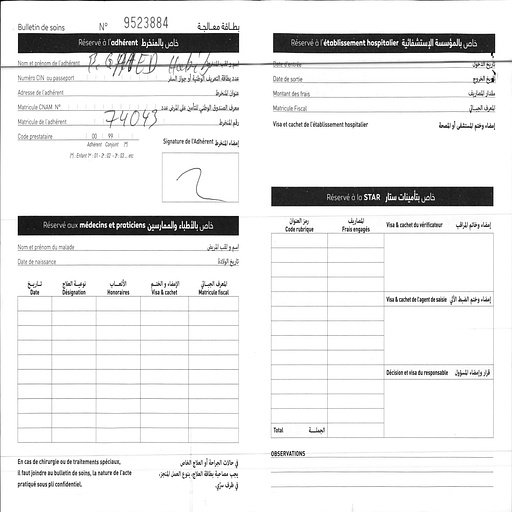 Bulletin de soins N° 9523884 بطاقة معالجة
Réservé à l'adhérent خاص بالمنخرط
Nom et prénom de l'adhérent Habib
Numéro CIN ou passeport عدد بطاقة التعريف الوطنية أو جواز السفر
Adresse de l'adhérent عنوان المنخرط
Matricule CNAM N° معرف الصندوق الوطني للتأمين على المرض عدد
Matricule de l'adhérent 74043 رقم المنخرط
Code prestataire 00 99
Adhérent Conjoint (*)
(*) : Enfant 1er : 01 - 2e : 02 - 3e : 03... etc
Signature de l'Adhérent إمضاء المنخرط
Réservé aux médecins et praticiens خاص بالأطباء والممارسين
Nom et prénom du malade إسم و لقب المريض
Date de naissance تاريخ الولادة
تاريخ نوعية العلاج الأتعاب الإمضاء و الختم المعرف الجبائي
Date Désignation Honoraires Visa & cachet Matricule fiscal
En cas de chirurgie ou de traitements spéciaux,
il faut joindre au bulletin de soins, la nature de l'acte
pratiqué sous pli confidentiel.
في حالات الجراحة أو العلاج الخاص
يجب مصاحبة بطاقة العلاج، بنوع العمل المنجز،
في ظرف سري.
Réservé à l'établissement hospitalier خاص بالمؤسسة الإستشفائية
Date d'entrée تاريخ الدخول
Date de sortie تاريخ الخروج
Montant des frais مقدار المصاريف
Matricule Fiscal المعرف الجبائي
Visa et cachet de l'établissement hospitalier إمضاء وختم المستشفى أو المصحة
Réservé à la STAR خاص بتأمينات ستار
رمز العنوان المصاريف
Code rubrique Frais engagés
Visa & cachet du vérificateur إمضاء وخاتم المراقب
Visa & cachet de l'agent de saisie إمضاء وختم الضبط الآلي
Décision et visa du responsable قرار وإمضاء المسؤول
Total الجملة
OBSERVATIONS